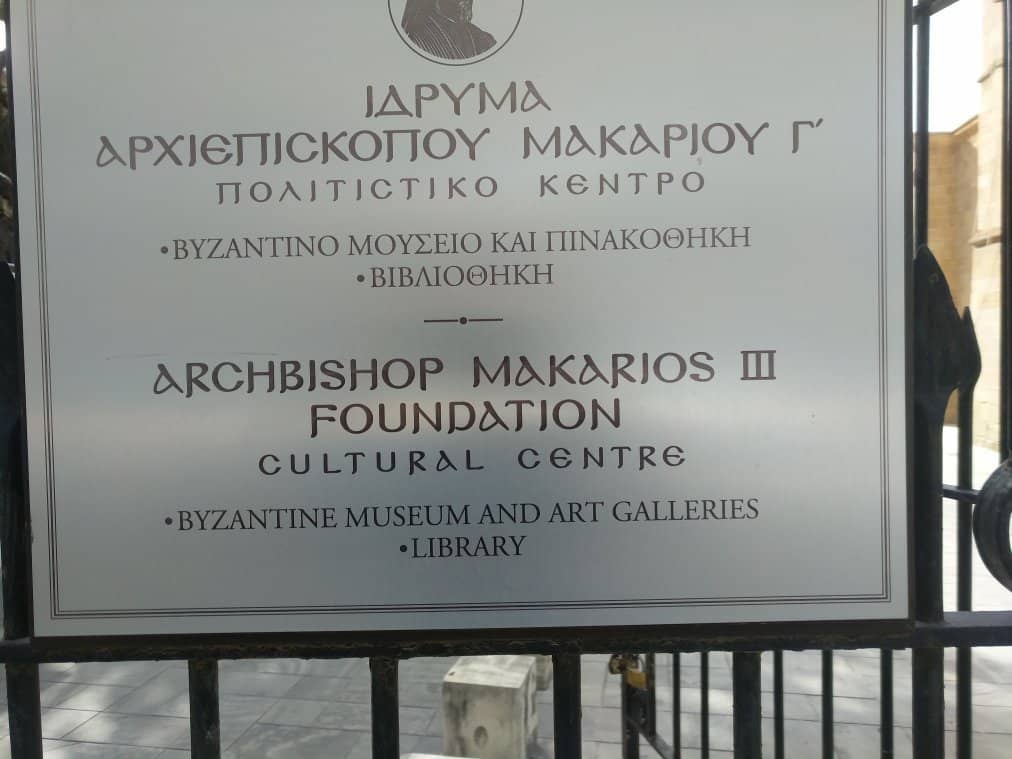 ΙΔΡΥΜΑ
ΑΡΧΙΕΠΙΣΚΟΠΟΥ ΜΑΚΑΡΙΟΥ Γ΄
ΠΟΛΙΤΙΣΤΙΚΟ ΚΕΝΤΡΟ
•ΒΥΖΑΝΤΙΝΟ ΜΟΥΣΕΙΟ ΚΑΙ ΠΙΝΑΚΟΘΗΚΗ
•ΒΙΒΛΙΟΘΗΚΗ
ARCHBISHOP MAKARIOS III
FOUNDATION
CULTURAL CENTRE
•BYZANTINE MUSEUM AND ART GALLERIES
•LIBRARY